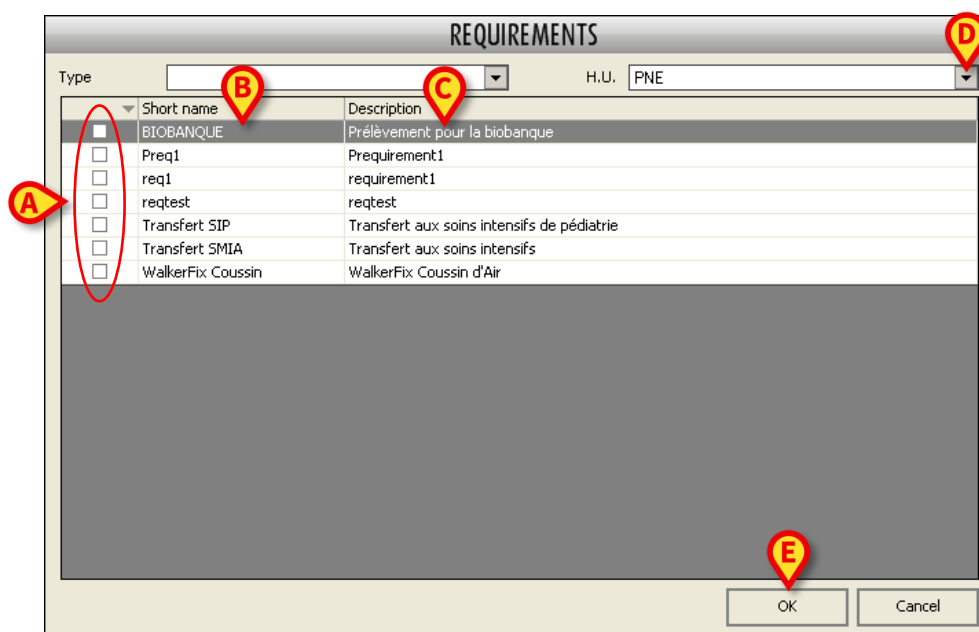 REQUIREMENTS
D
Type
H.U. PNE
B
C
Short name Description
BIOBANQUE Prélèvement pour la biobanque
Preq1 Prequirement1
req1 requirement1
A
reqtest reqtest
Transfert SIP Transfert aux soins intensifs de pédiatrie
Transfert SMIA Transfert aux soins intensifs
WalkerFix Coussin WalkerFix Coussin d'Air
E
OK Cancel